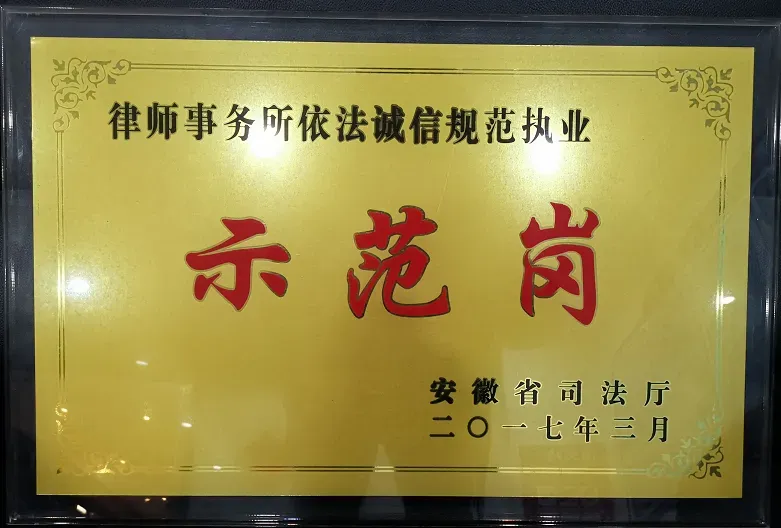 律师事务所依法诚信规范执业
示范岗
安徽省司法厅
二〇一七年三月